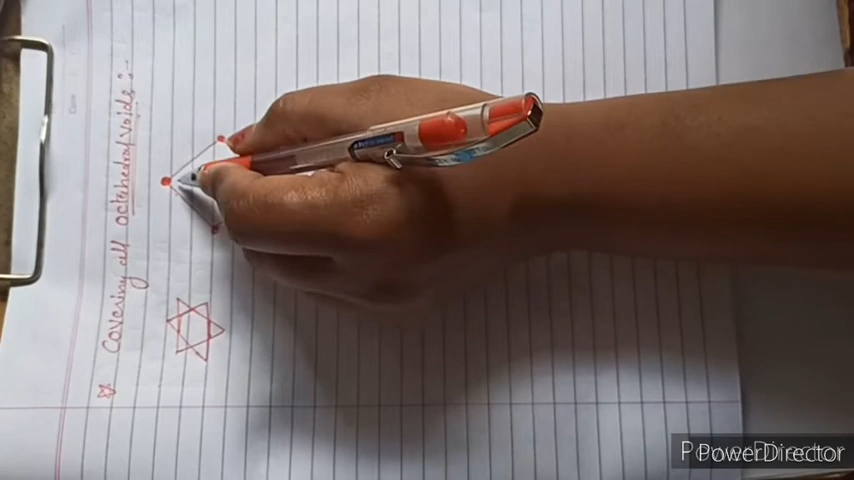 ☆ Covering all octahedral voids :-
PowerDirector